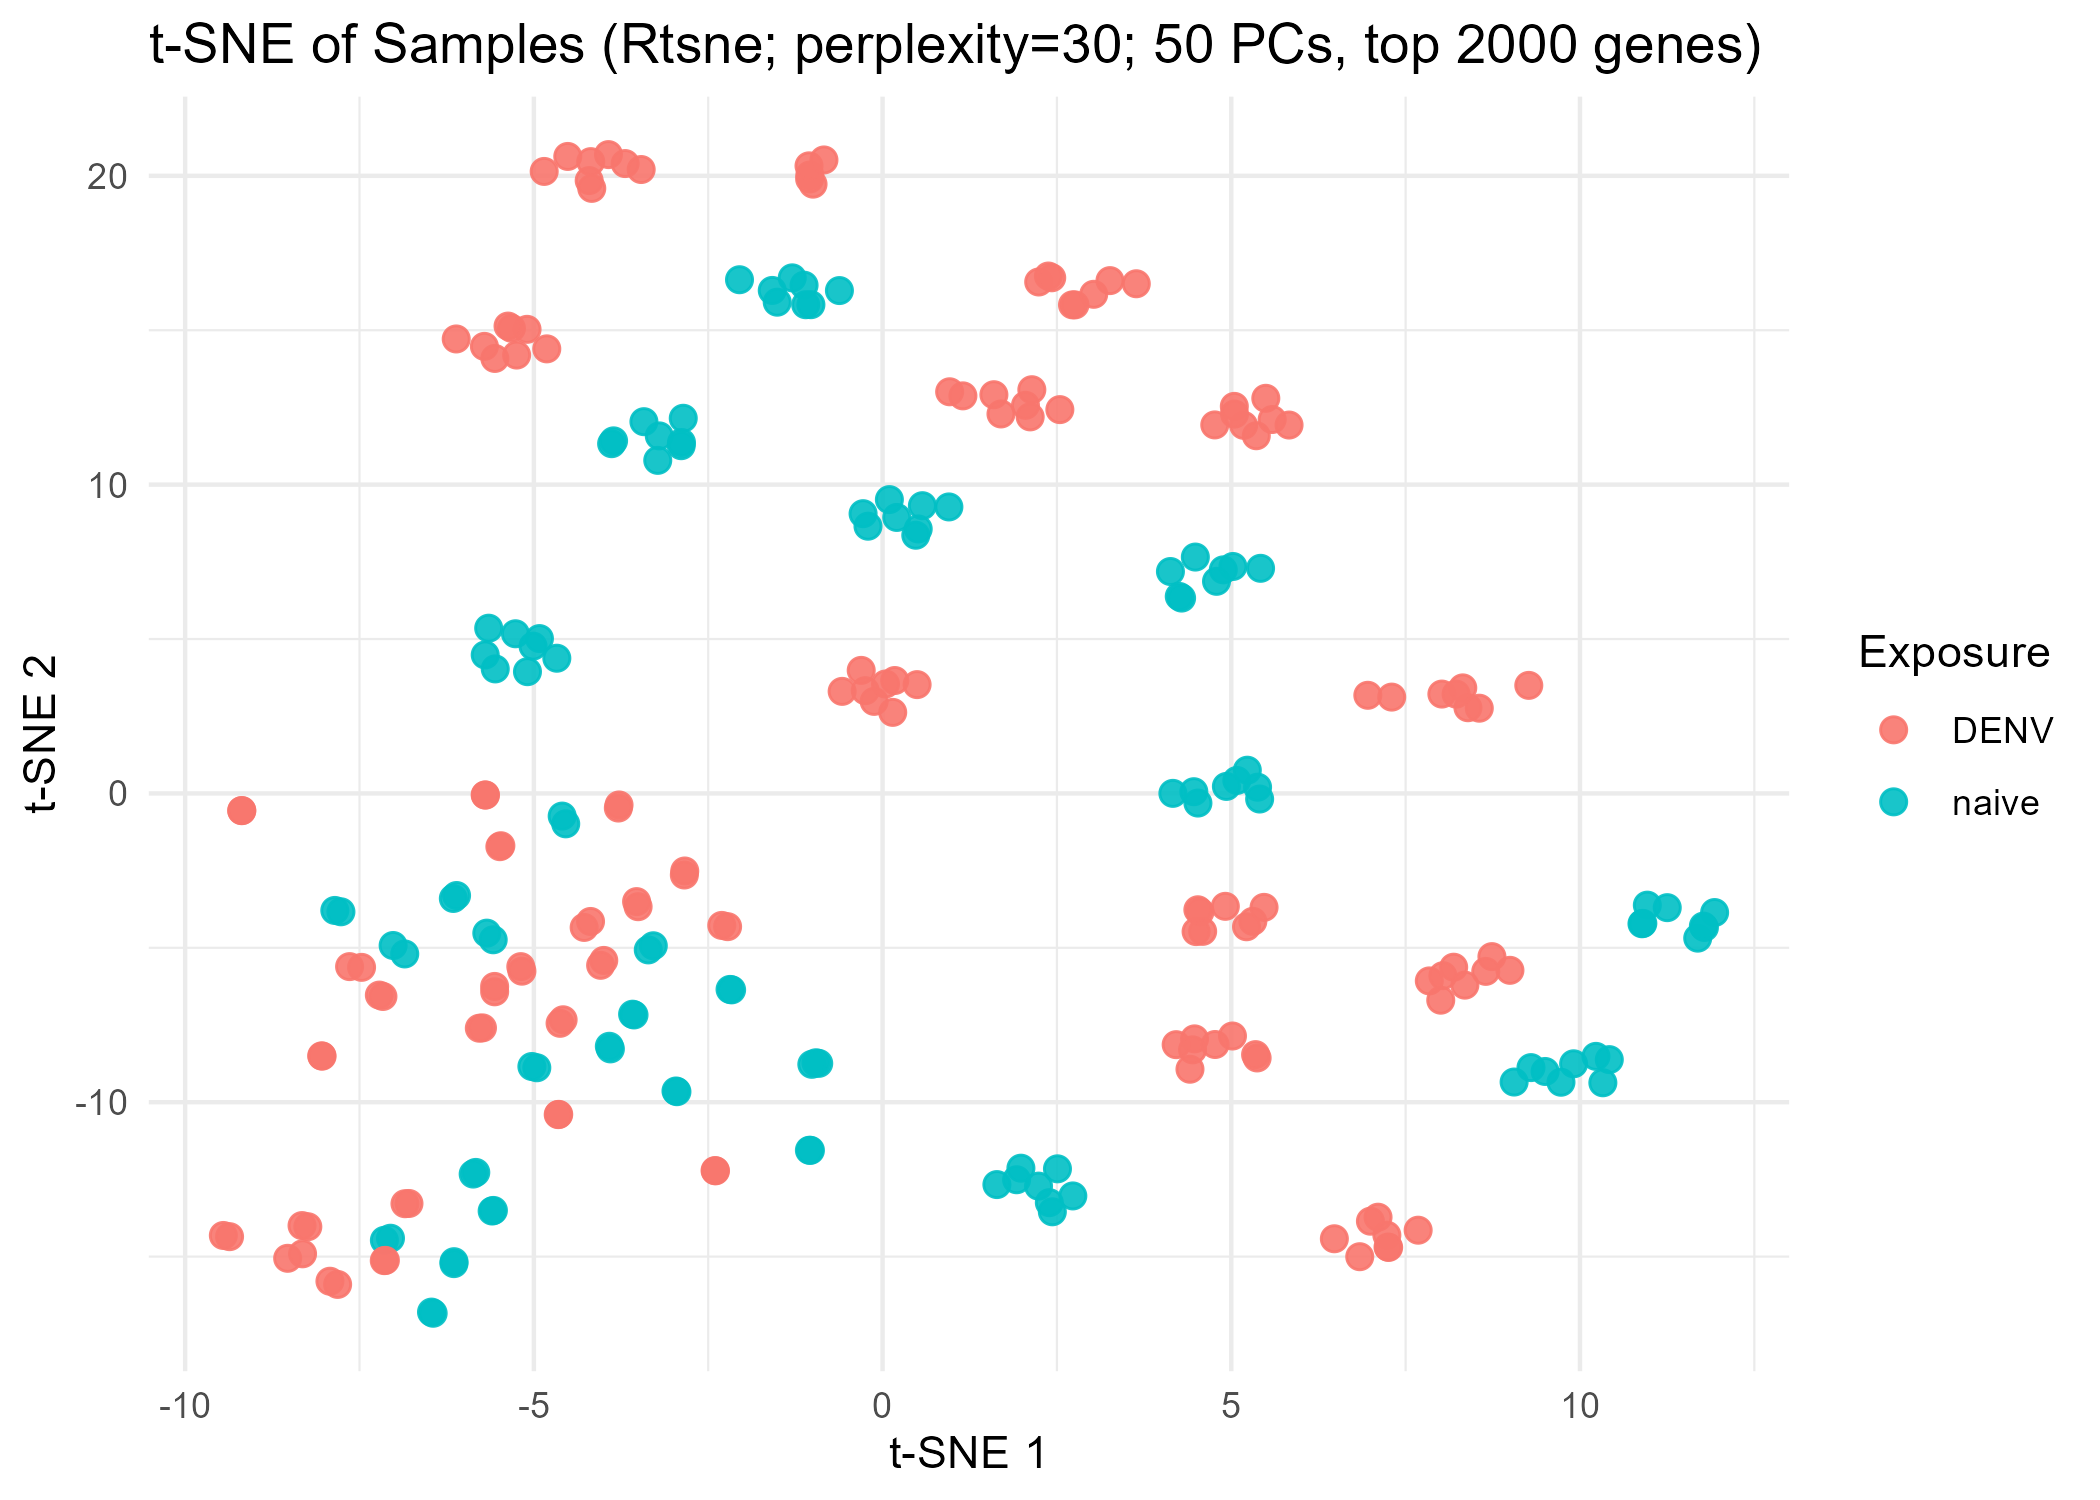 t-SNE of Samples (Rtsne; perplexity=30; 50 PCs, top 2000 genes)
20
10
0
-10
t-SNE 2
-10
-5
0
5
10
t-SNE 1
Exposure
DENV
naive